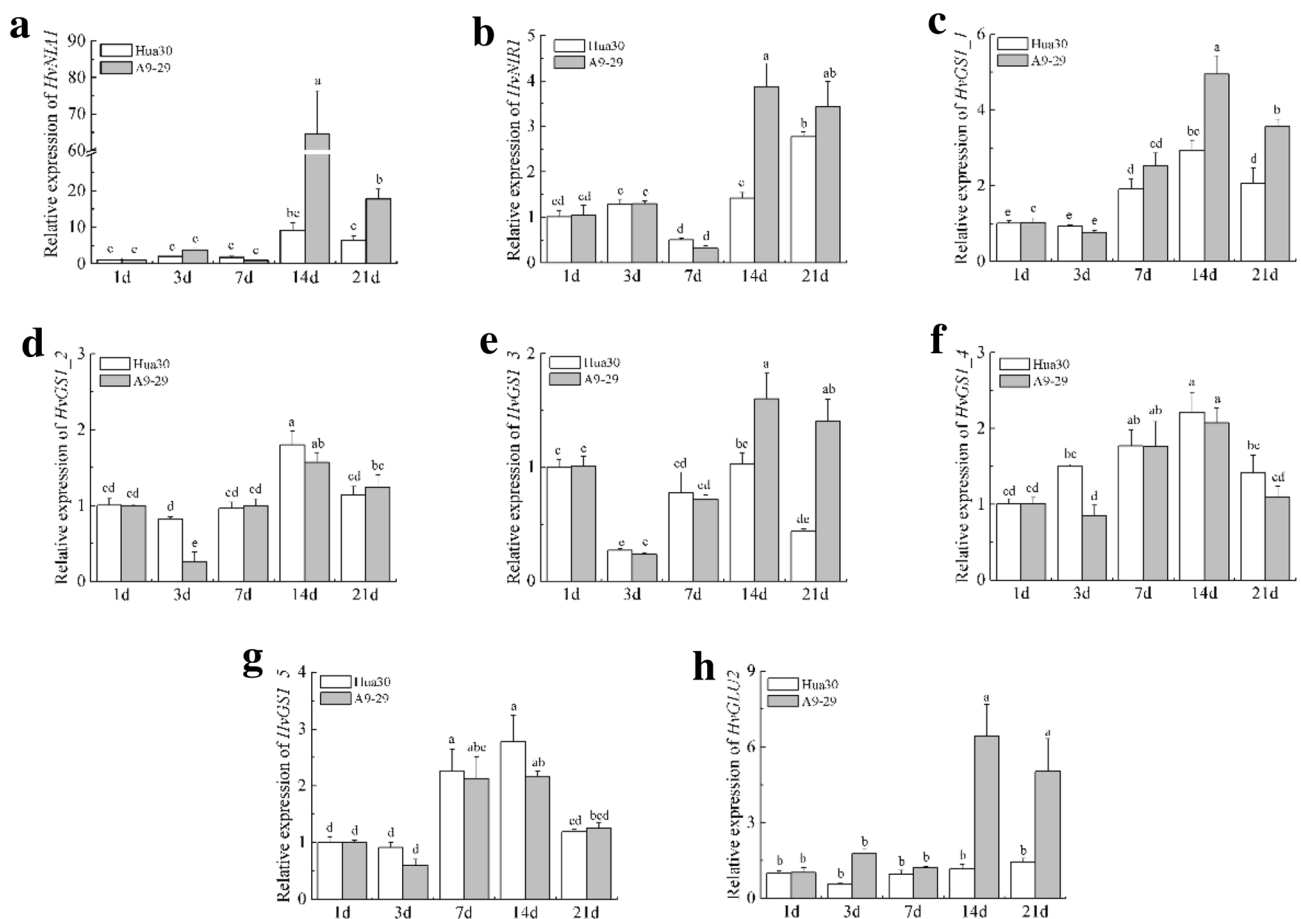 a
Relative expression of HvNIA1
90
80
70
60
20
10
0
Hua30
A9-29
c c c c c c bc a c b
1d 3d 7d 14d 21d
b
Relative expression of HvNIR1
5
4
3
2
1
0
Hua30
A9-29
cd cd c c d d c a b ab
1d 3d 7d 14d 21d
c
Relative expression of HvGS1_1
6
4
2
0
Hua30
A9-29
e c e e d cd bc a d b
1d 3d 7d 14d 21d
d
Relative expression of HvGS1_2
3
2
1
0
Hua30
A9-29
cd cd d e cd cd a ab cd bc
1d 3d 7d 14d 21d
e
Relative expression of HvGS1_3
2
1
0
Hua30
A9-29
c c e c cd cd bc a de ab
1d 3d 7d 14d 21d
f
Relative expression of HvGS1_4
3
2
1
0
Hua30
A9-29
cd cd bc d ab ab a a bc cd
1d 3d 7d 14d 21d
g
Relative expression of HvGS1_5
4
3
2
1
0
Hua30
A9-29
d d d d a abc a ab cd bcd
1d 3d 7d 14d 21d
h
Relative expression of HvGLU2
9
6
3
0
Hua30
A9-29
b b b b b b b a b a
1d 3d 7d 14d 21d